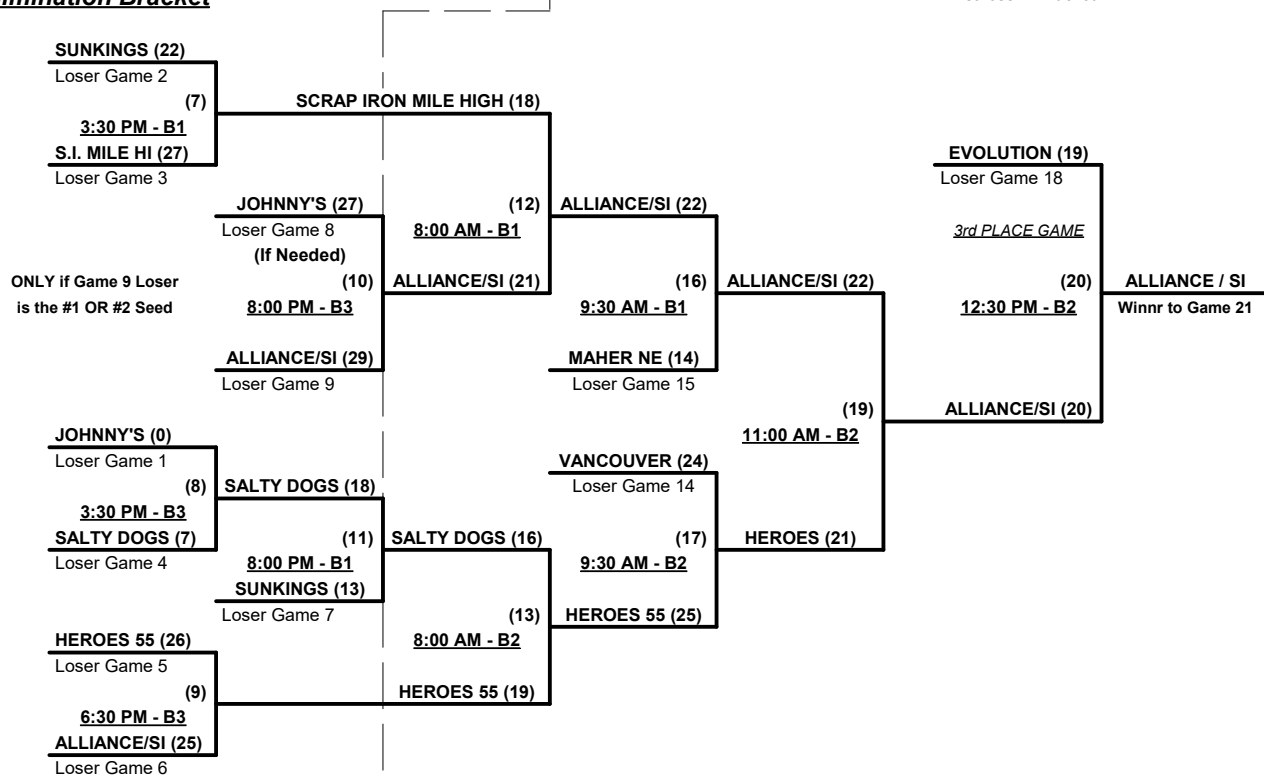 mination Bracket
SUNKINGS (22)
Loser Game 2
(7)
3:30 PM - B1
S.I. MILE HI (27)
Loser Game 3
SCRAP IRON MILE HIGH (18)
JOHNNY'S (27)
Loser Game 8
(If Needed)
(10)
8:00 PM - B3
ONLY if Game 9 Loser
is the #1 OR #2 Seed
ALLIANCE/SI (29)
Loser Game 9
(12)
8:00 AM - B1
ALLIANCE/SI (21)
ALLIANCE/SI (22)
(16)
9:30 AM - B1
MAHER NE (14)
Loser Game 15
ALLIANCE/SI (22)
EVOLUTION (19)
Loser Game 18
3rd PLACE GAME
(20)
12:30 PM - B2
ALLIANCE / SI
Winnr to Game 21
(19)
11:00 AM - B2
ALLIANCE/SI (20)
JOHNNY'S (0)
Loser Game 1
(8)
3:30 PM - B3
SALTY DOGS (7)
Loser Game 4
SALTY DOGS (18)
(11)
8:00 PM - B1
SUNKINGS (13)
Loser Game 7
SALTY DOGS (16)
VANCOUVER (24)
Loser Game 14
(17)
9:30 AM - B2
HEROES (21)
(13)
8:00 AM - B2
HEROES 55 (25)
HEROES 55 (26)
Loser Game 5
(9)
6:30 PM - B3
ALLIANCE/SI (25)
Loser Game 6
HEROES 55 (19)